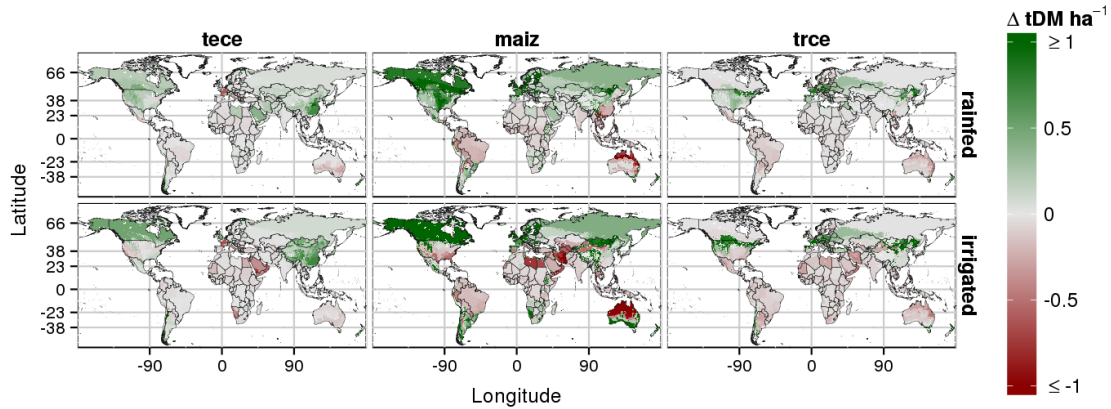 tece maiz trce
Δ tDM ha⁻¹
≥ 1
0.5
0
-0.5
≤ -1
66
38
23
0
-23
-38
rainfed
66
38
23
0
-23
-38
irrigated
Latitude
-90 0 90 -90 0 90 -90 0 90
Longitude